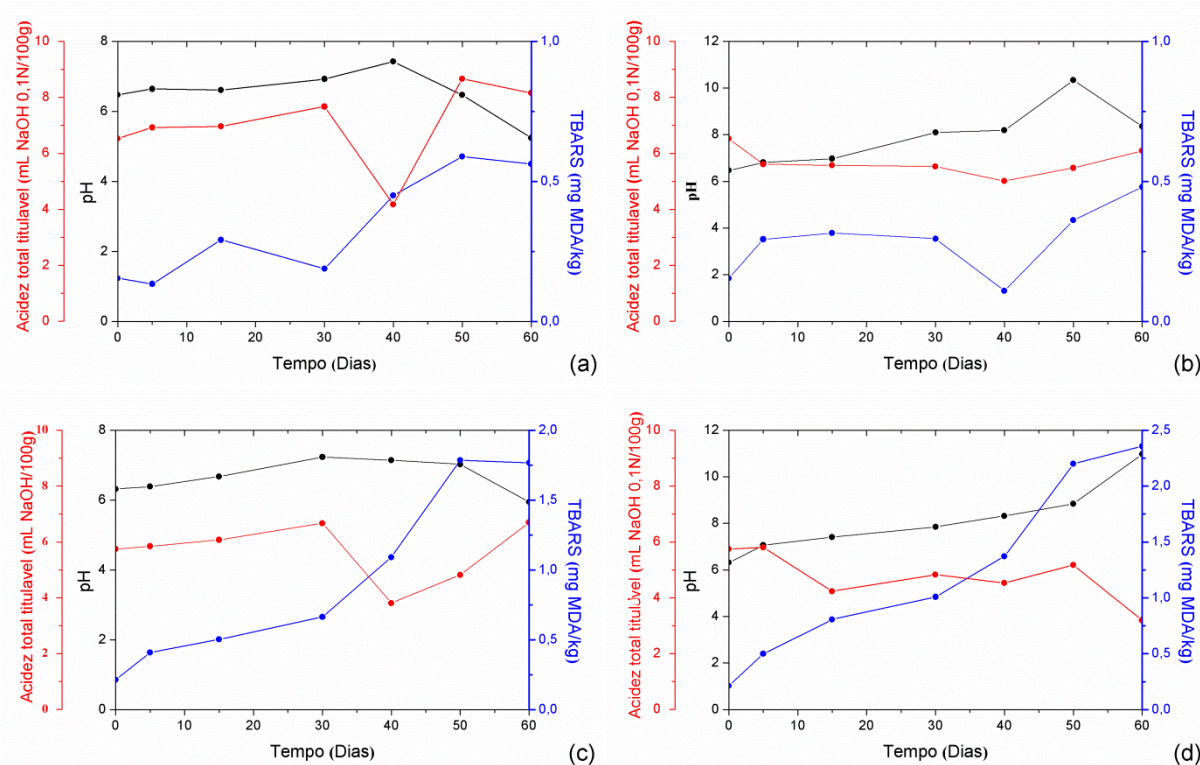 Acidez total titulavel (mL NaOH 0,1N/100g)
10
8
6
4
2
0
pH
8
6
4
2
0
TBARS (mg MDA/kg)
1,0
0,5
0,0
0 10 20 30 40 50 60
Tempo (Dias)
(a)
Acidez total titulavel (mL NaOH 0,1N/100g)
10
8
6
4
2
0
pH
12
10
8
6
4
2
0
TBARS (mg MDA/kg)
1,0
0,5
0,0
0 10 20 30 40 50 60
Tempo (Dias)
(b)
Acidez total titulavel (mL NaOH/100g)
10
8
6
4
2
0
pH
8
6
4
2
0
TBARS (mg MDA/kg)
2,0
1,5
1,0
0,5
0,0
0 10 20 30 40 50 60
Tempo (Dias)
(c)
Acidez total titulavel (mL NaOH 0,1N/100g)
10
8
6
4
2
0
pH
12
10
8
6
4
2
0
TBARS (mg MDA/kg)
2,5
2,0
1,5
1,0
0,5
0,0
0 10 20 30 40 50 60
Tempo (Dias)
(d)